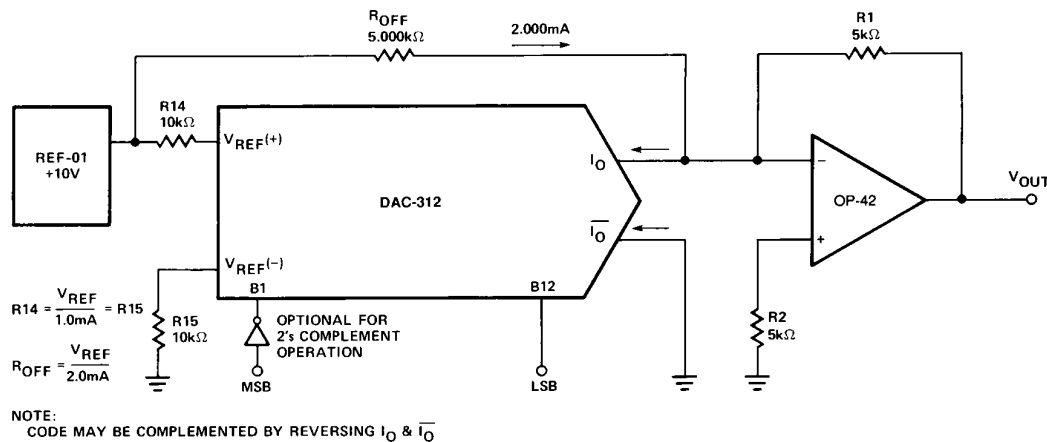 R_OFF
5.000kΩ
2.000mA
R1
5kΩ
REF-01
+10V
R14
10kΩ
V_REF(+)
DAC-312
I_O
I̅_O̅
−
+
OP-42
V_OUT
V_REF(−)
B1
B12
R14 = V_REF/1.0mA = R15
R15
10kΩ
OPTIONAL FOR
2's COMPLEMENT
OPERATION
R2
5kΩ
R_OFF = V_REF/2.0mA
MSB
LSB
NOTE:
CODE MAY BE COMPLEMENTED BY REVERSING I_O & I̅_O̅